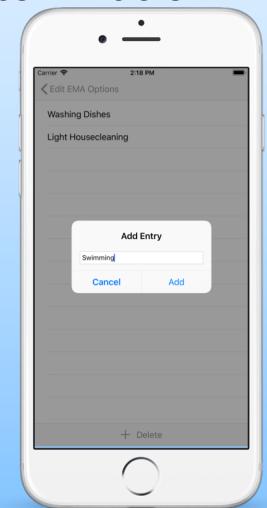 Carrier 2:18 PM
Edit EMA Options
Washing Dishes
Light Housecleaning
Add Entry
Swimming
Cancel Add
+ Delete